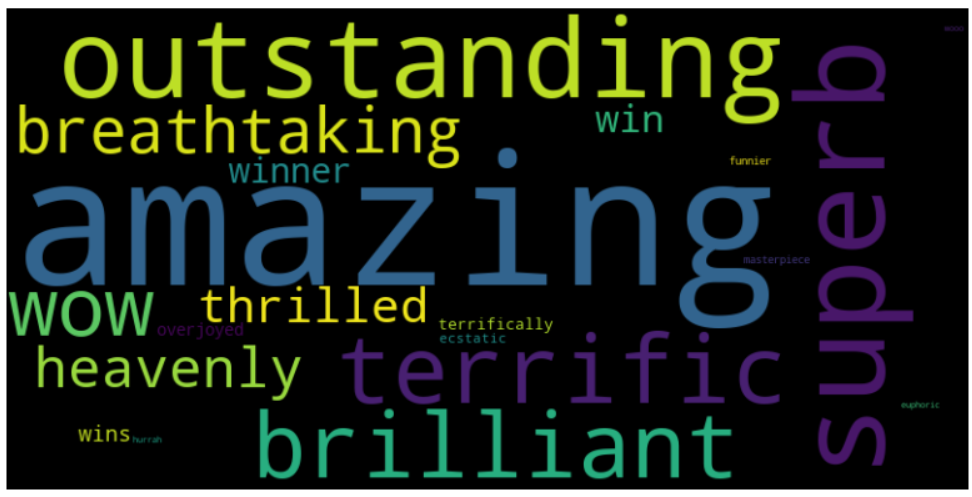 outstanding
superb
wooo
breathtaking
win
winner
funnier
amazing
masterpiece
wow
thrilled
overjoyed
terrifically
ecstatic
heavenly
terrific
euphoric
brilliant
wins
hurrah